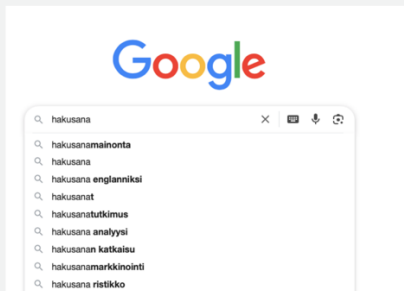 Google
hakusana
hakusanamainonta
hakusana
hakusana englanniksi
hakusanat
hakusanatutkimus
hakusana analyysi
hakusanan katkaisu
hakusanamarkkinointi
hakusana ristikko